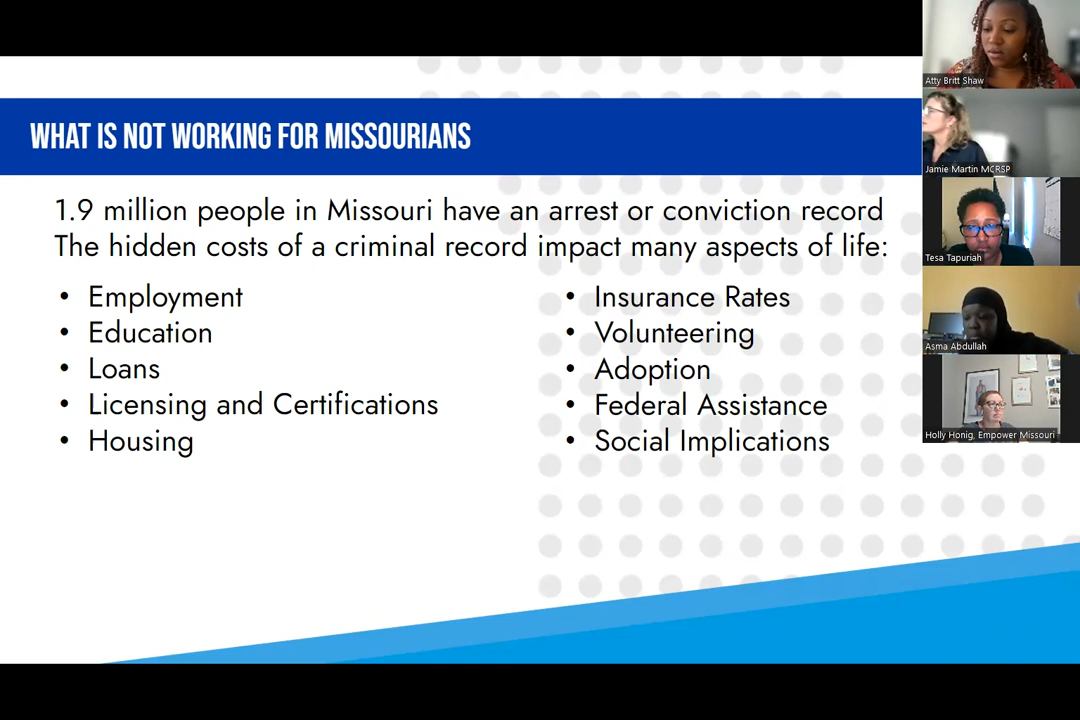 WHAT IS NOT WORKING FOR MISSOURIANS
1.9 million people in Missouri have an arrest or conviction record
The hidden costs of a criminal record impact many aspects of life:
• Employment
• Education
• Loans
• Licensing and Certifications
• Housing
• Insurance Rates
• Volunteering
• Adoption
• Federal Assistance
• Social Implications
Atty Britt Shaw
Jamie Martin MCRSP
Tesa Tapuriah
Asma Abdullah
Holly Honig, Empower Missouri